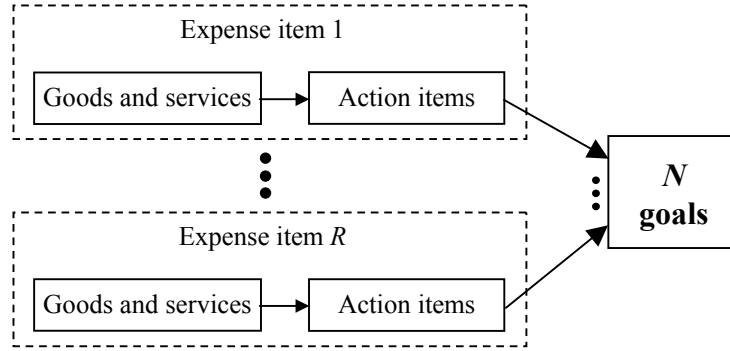 Expense item 1
Goods and services
Action items
N
goals
Expense item R
Goods and services
Action items